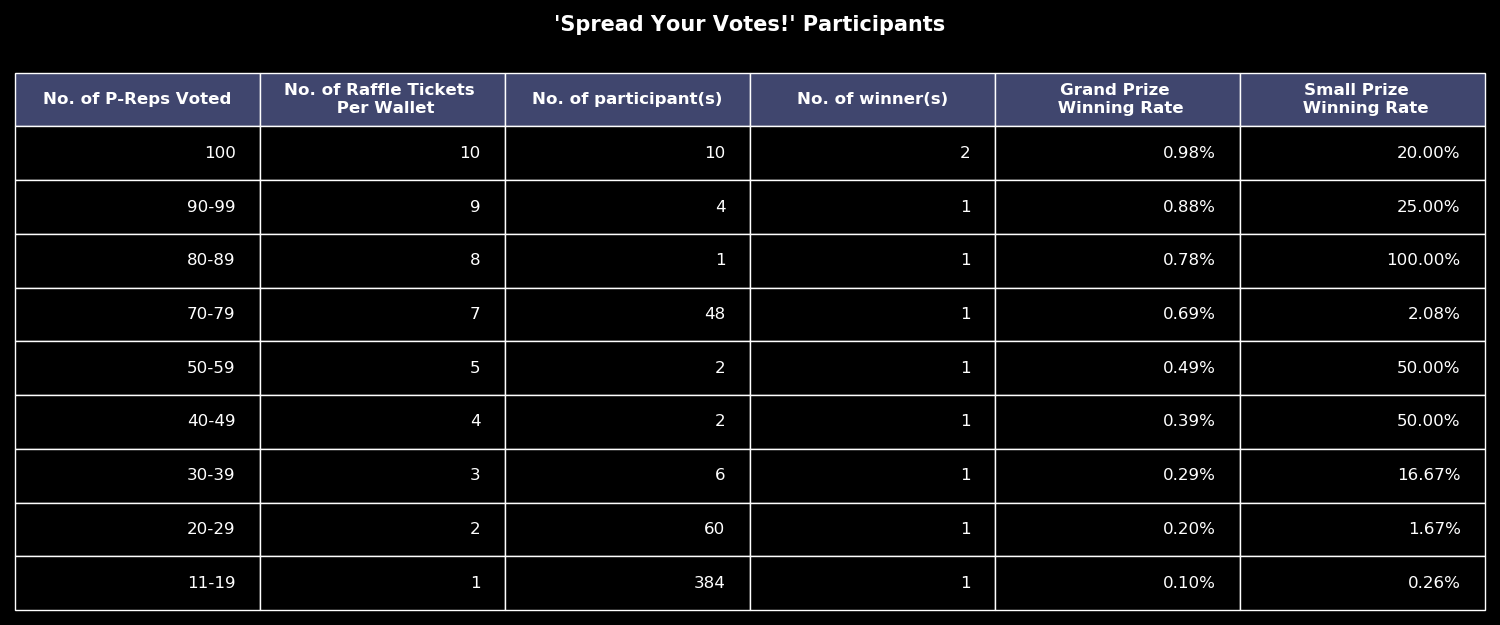 'Spread Your Votes!' Participants
No. of P-Reps Voted No. of Raffle Tickets Per Wallet No. of participant(s) No. of winner(s) Grand Prize Winning Rate Small Prize Winning Rate
100 10 10 2 0.98% 20.00%
90-99 9 4 1 0.88% 25.00%
80-89 8 1 1 0.78% 100.00%
70-79 7 48 1 0.69% 2.08%
50-59 5 2 1 0.49% 50.00%
40-49 4 2 1 0.39% 50.00%
30-39 3 6 1 0.29% 16.67%
20-29 2 60 1 0.20% 1.67%
11-19 1 384 1 0.10% 0.26%